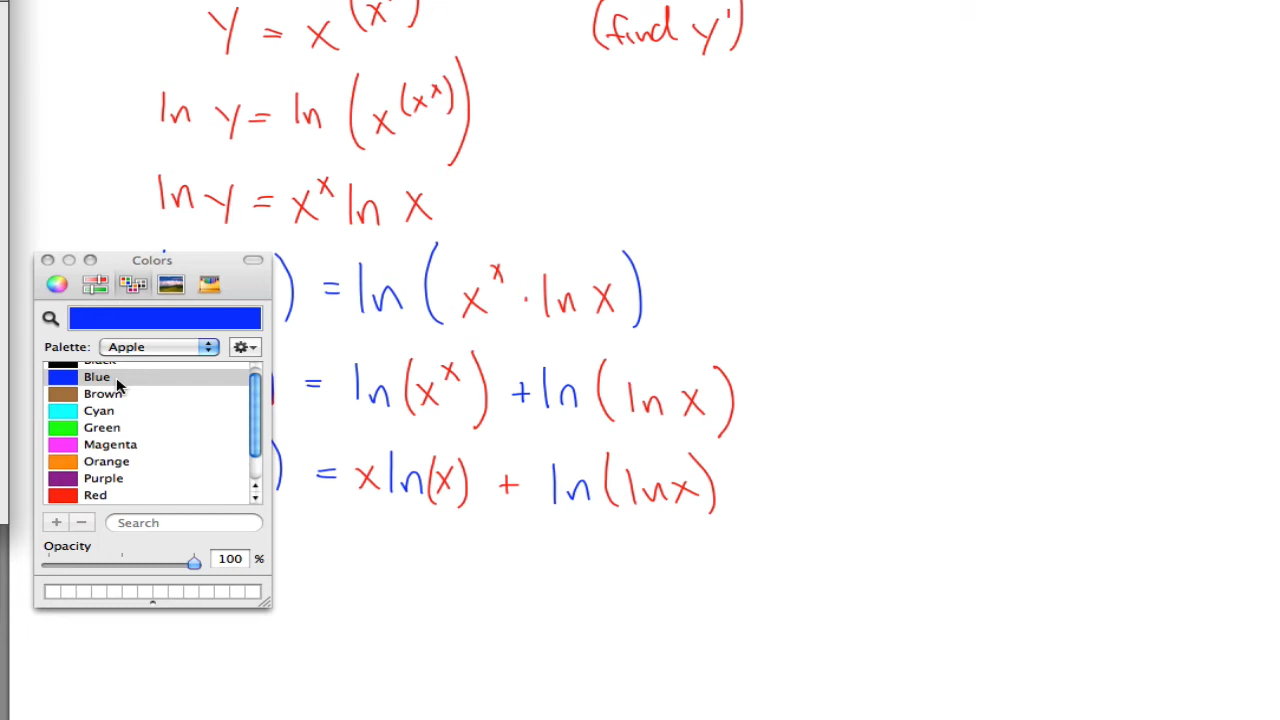 y = x^(x^x) (find y')
ln y = ln (x^(x^x))
ln y = x^x ln x
) = ln ( x^x · ln x )
= ln (x^x) + ln ( ln x )
) = x ln(x) + ln (ln x)
Colors
Palette: Apple
Black
Blue
Brown
Cyan
Green
Magenta
Orange
Purple
Red
+ − Search
Opacity
100 %